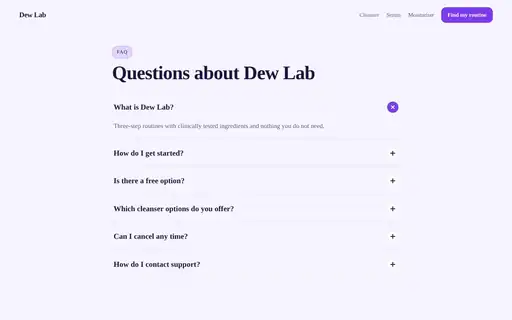 Dew Lab
Cleanser Serum Moisturiser Find my routine
FAQ
Questions about Dew Lab
What is Dew Lab?
Three-step routines with clinically tested ingredients and nothing you do not need.
How do I get started?
Is there a free option?
Which cleanser options do you offer?
Can I cancel any time?
How do I contact support?